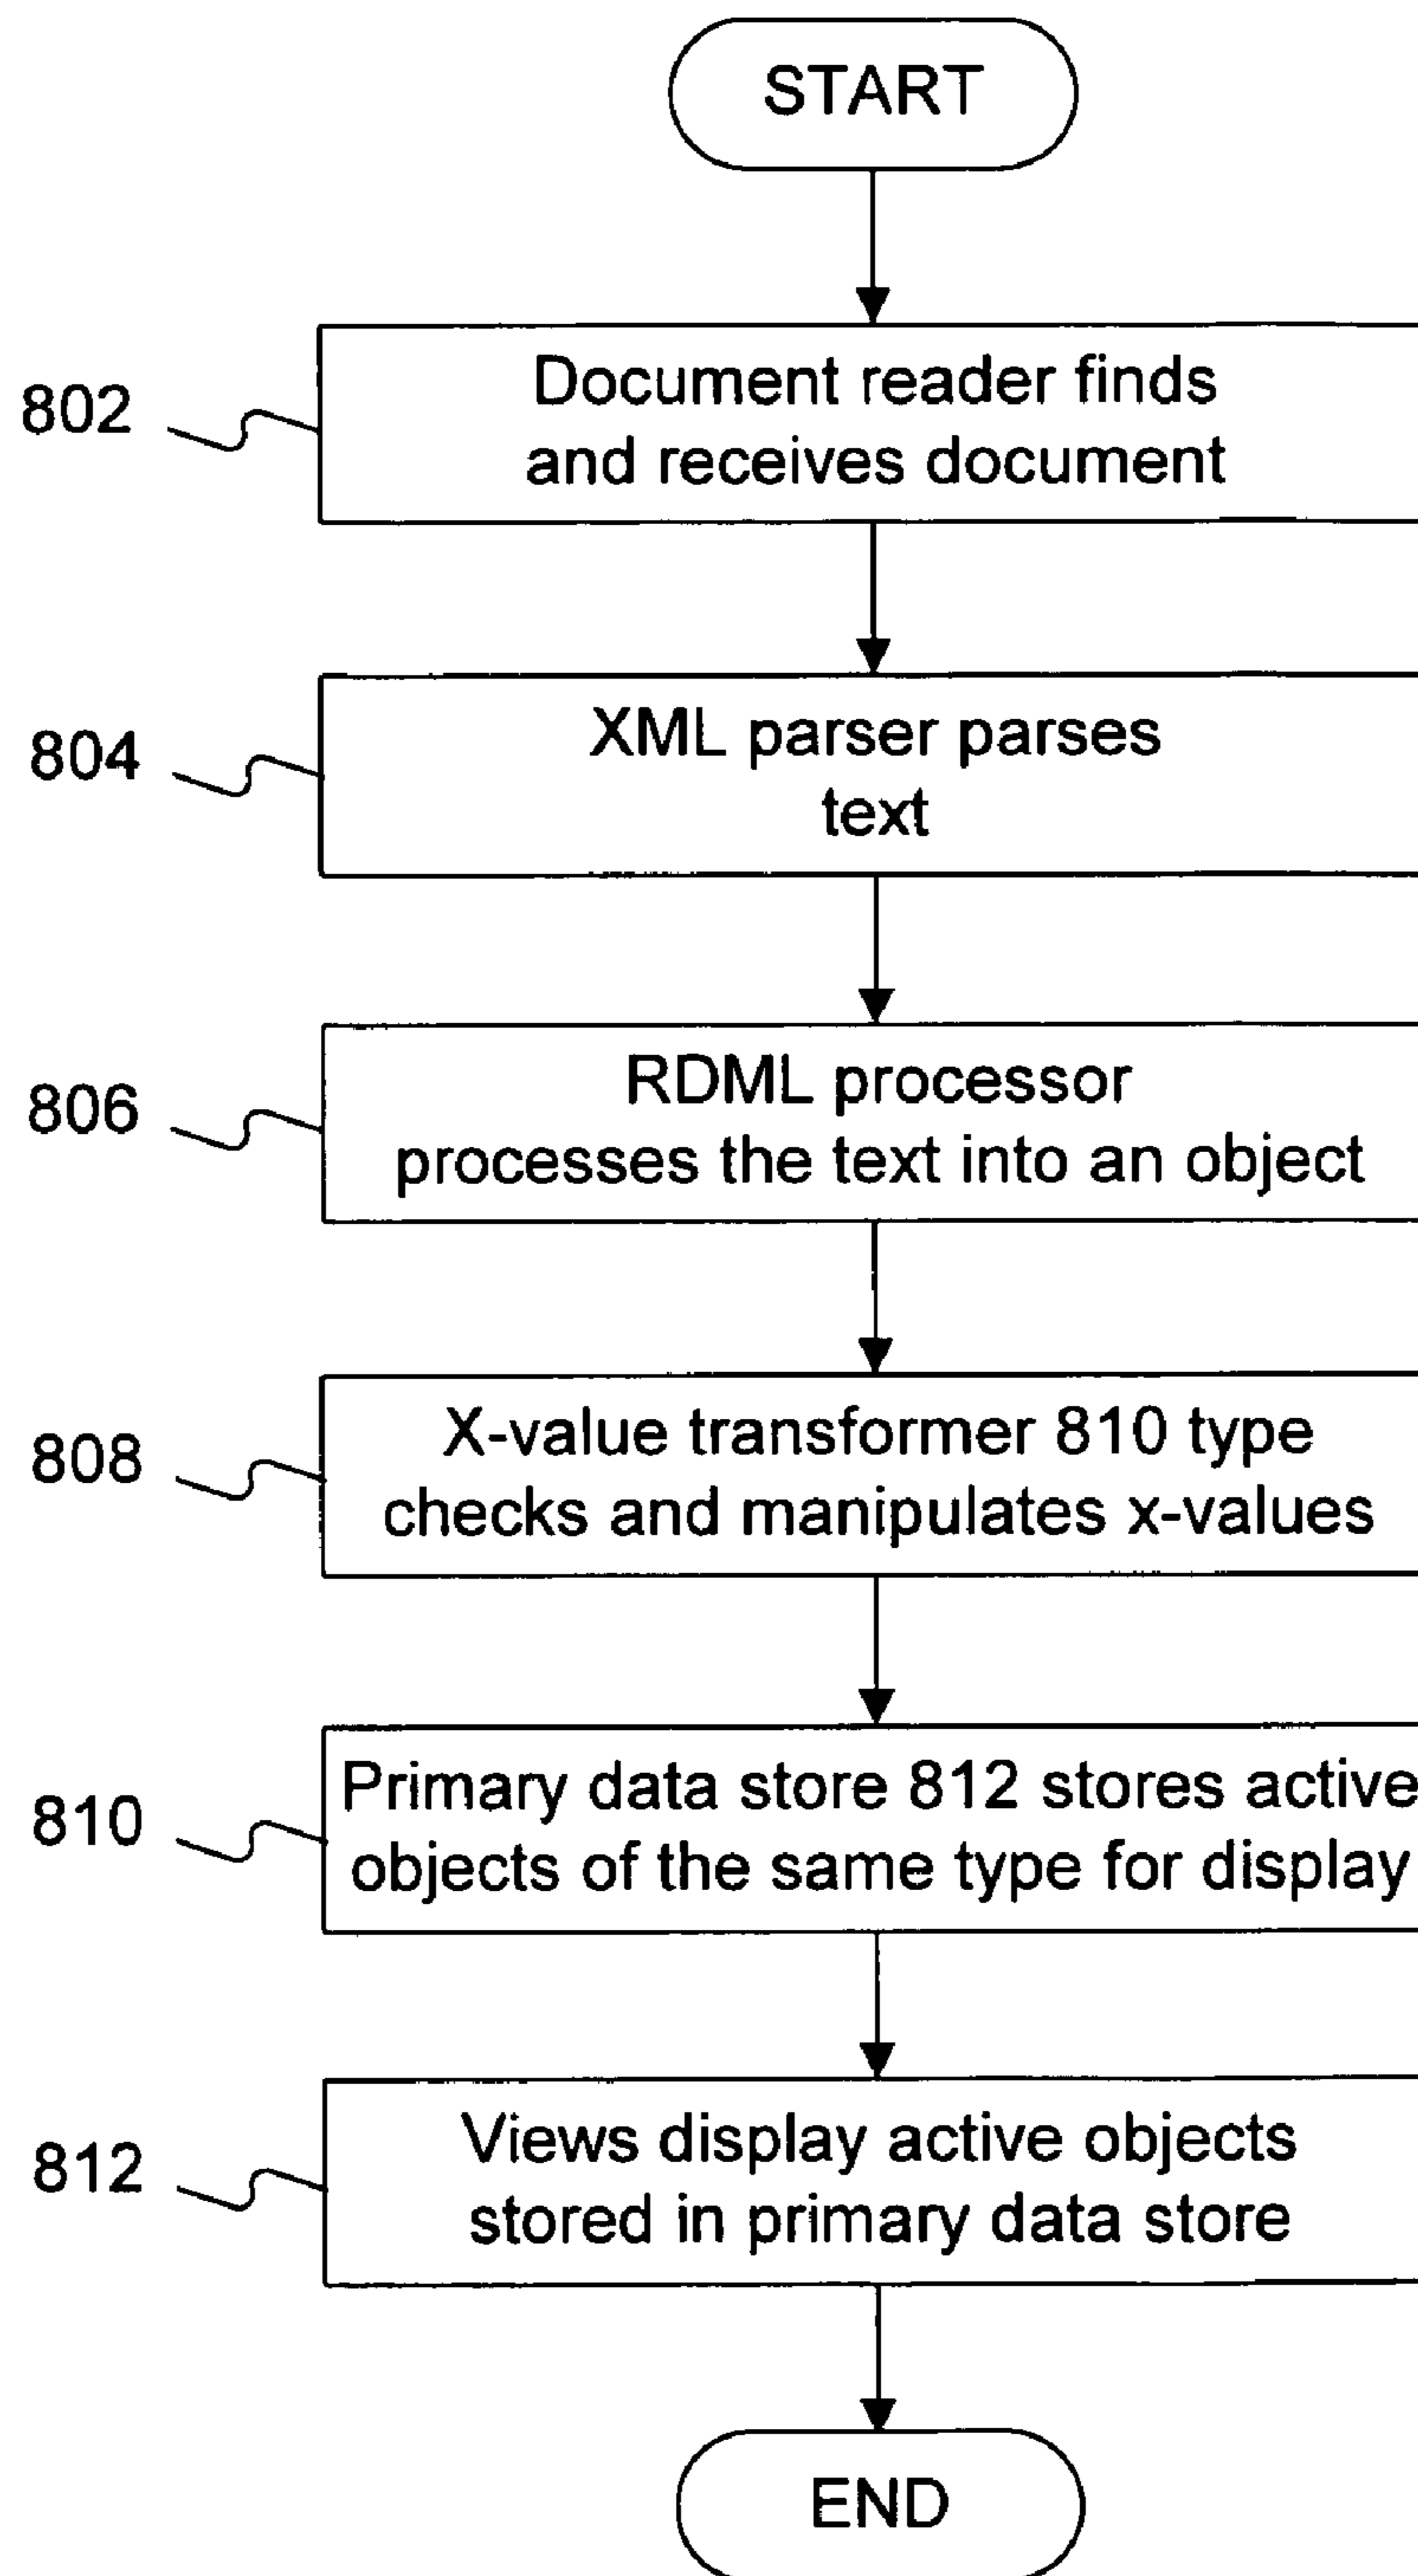 START
802
Document reader finds
and receives document
804
XML parser parses
text
806
RDML processor
processes the text into an object
808
X-value transformer 810 type
checks and manipulates x-values
810
Primary data store 812 stores active
objects of the same type for display
812
Views display active objects
stored in primary data store
END